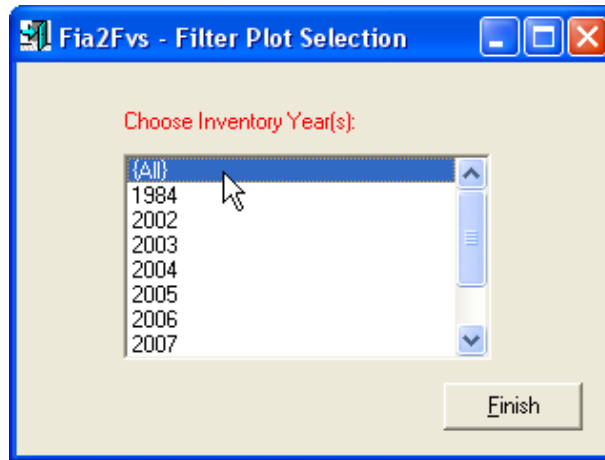 Fia2Fvs - Filter Plot Selection
Choose Inventory Year(s):
{All}
1984
2002
2003
2004
2005
2006
2007
Finish